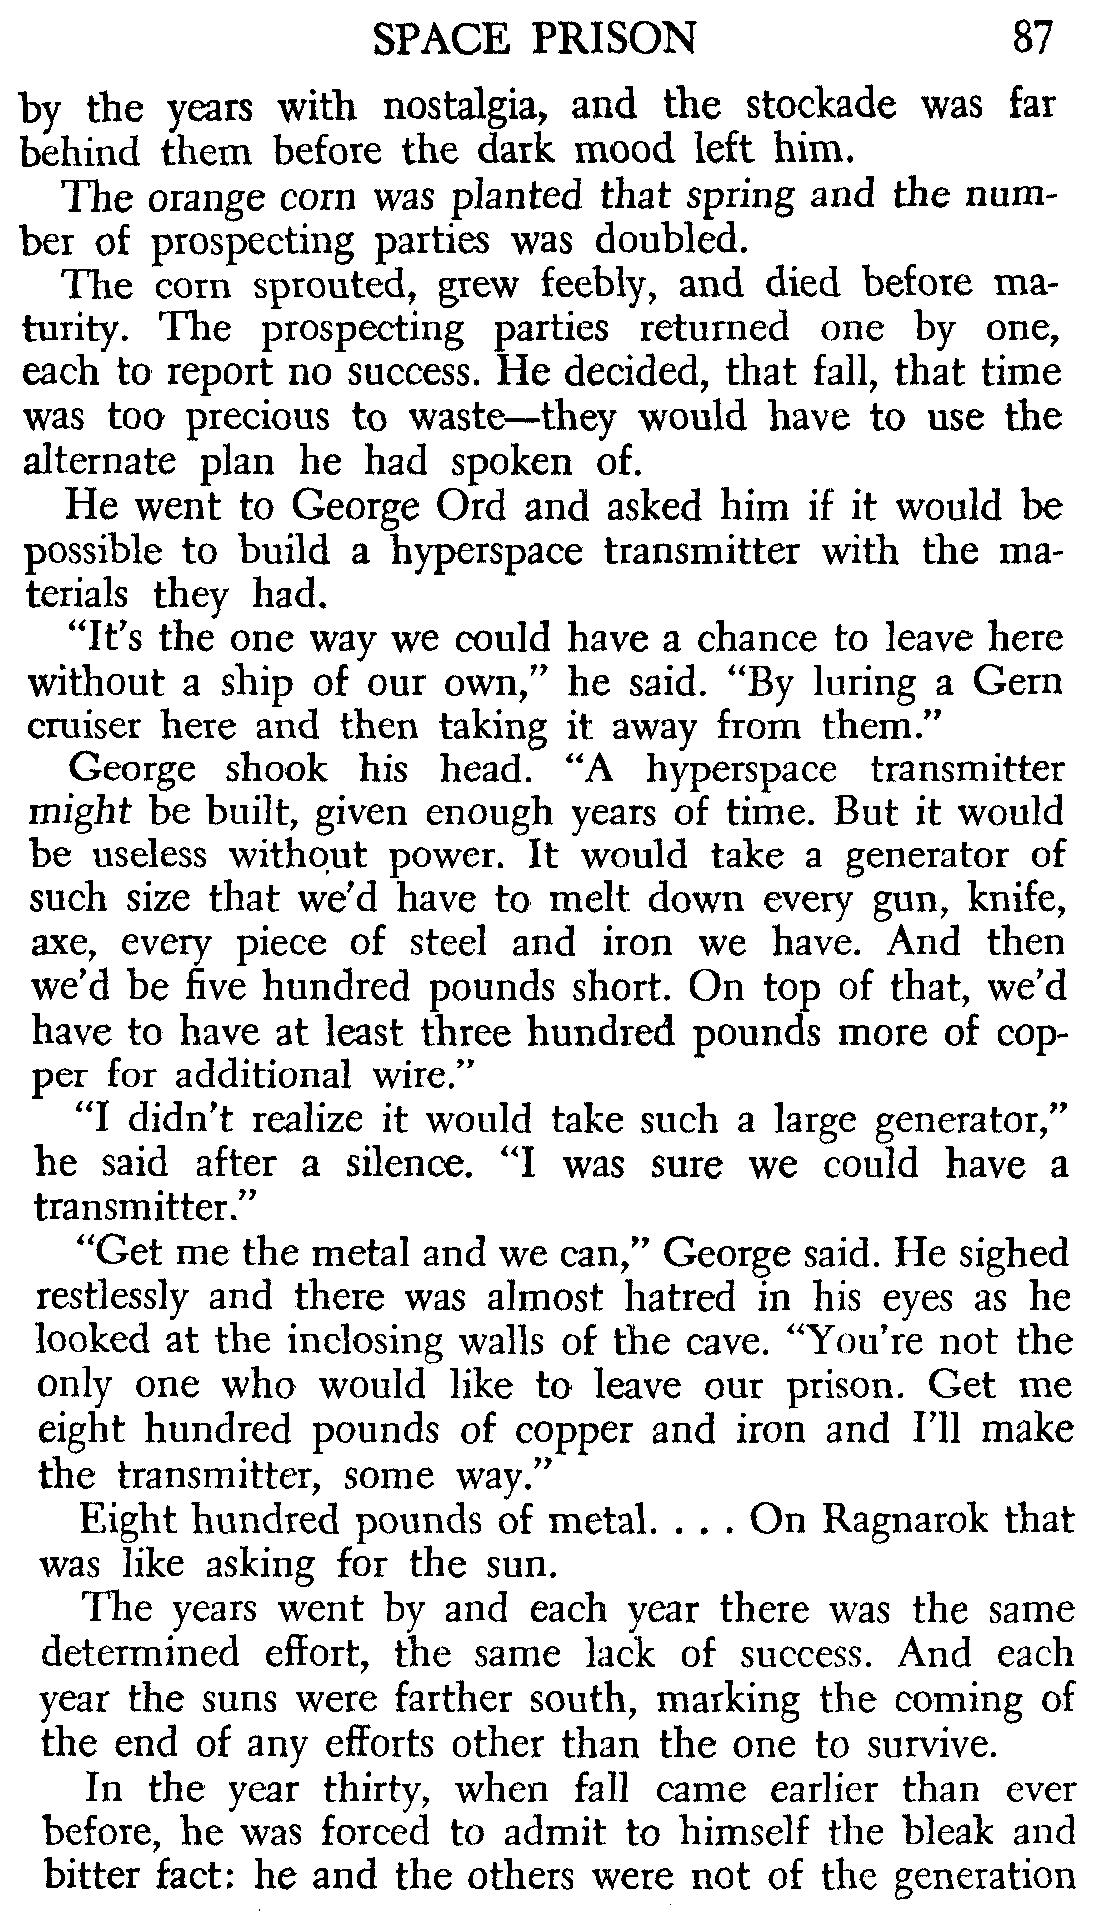 SPACE PRISON 87
by the years with nostalgia, and the stockade was far
behind them before the dark mood left him.
The orange corn was planted that spring and the num-
ber of prospecting parties was doubled.
The corn sprouted, grew feebly, and died before ma-
turity. The prospecting parties returned one by one,
each to report no success. He decided, that fall, that time
was too precious to waste—they would have to use the
alternate plan he had spoken of.
He went to George Ord and asked him if it would be
possible to build a hyperspace transmitter with the ma-
terials they had.
“It’s the one way we could have a chance to leave here
without a ship of our own,” he said. “By luring a Gern
cruiser here and then taking it away from them.”
George shook his head. “A hyperspace transmitter
might be built, given enough years of time. But it would
be useless without power. It would take a generator of
such size that we’d have to melt down every gun, knife,
axe, every piece of steel and iron we have. And then
we’d be five hundred pounds short. On top of that, we’d
have to have at least three hundred pounds more of cop-
per for additional wire.”
“I didn’t realize it would take such a large generator,”
he said after a silence. “I was sure we could have a
transmitter.”
“Get me the metal and we can,” George said. He sighed
restlessly and there was almost hatred in his eyes as he
looked at the inclosing walls of the cave. “You’re not the
only one who would like to leave our prison. Get me
eight hundred pounds of copper and iron and I’ll make
the transmitter, some way.”
Eight hundred pounds of metal. . . . On Ragnarok that
was like asking for the sun.
The years went by and each year there was the same
determined effort, the same lack of success. And each
year the suns were farther south, marking the coming of
the end of any efforts other than the one to survive.
In the year thirty, when fall came earlier than ever
before, he was forced to admit to himself the bleak and
bitter fact: he and the others were not of the generation